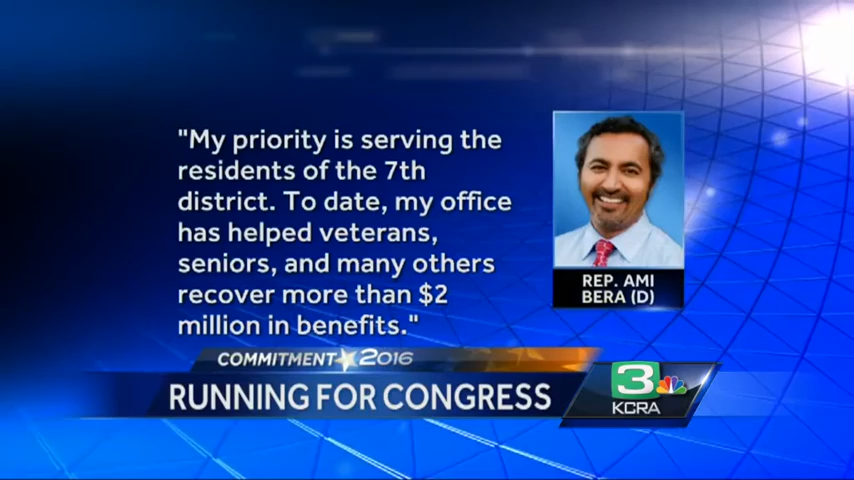 "My priority is serving the
residents of the 7th
district. To date, my office
has helped veterans,
seniors, and many others
recover more than $2
million in benefits."
REP. AMI
BERA (D)
COMMITMENT 2016
RUNNING FOR CONGRESS
3
KCRA